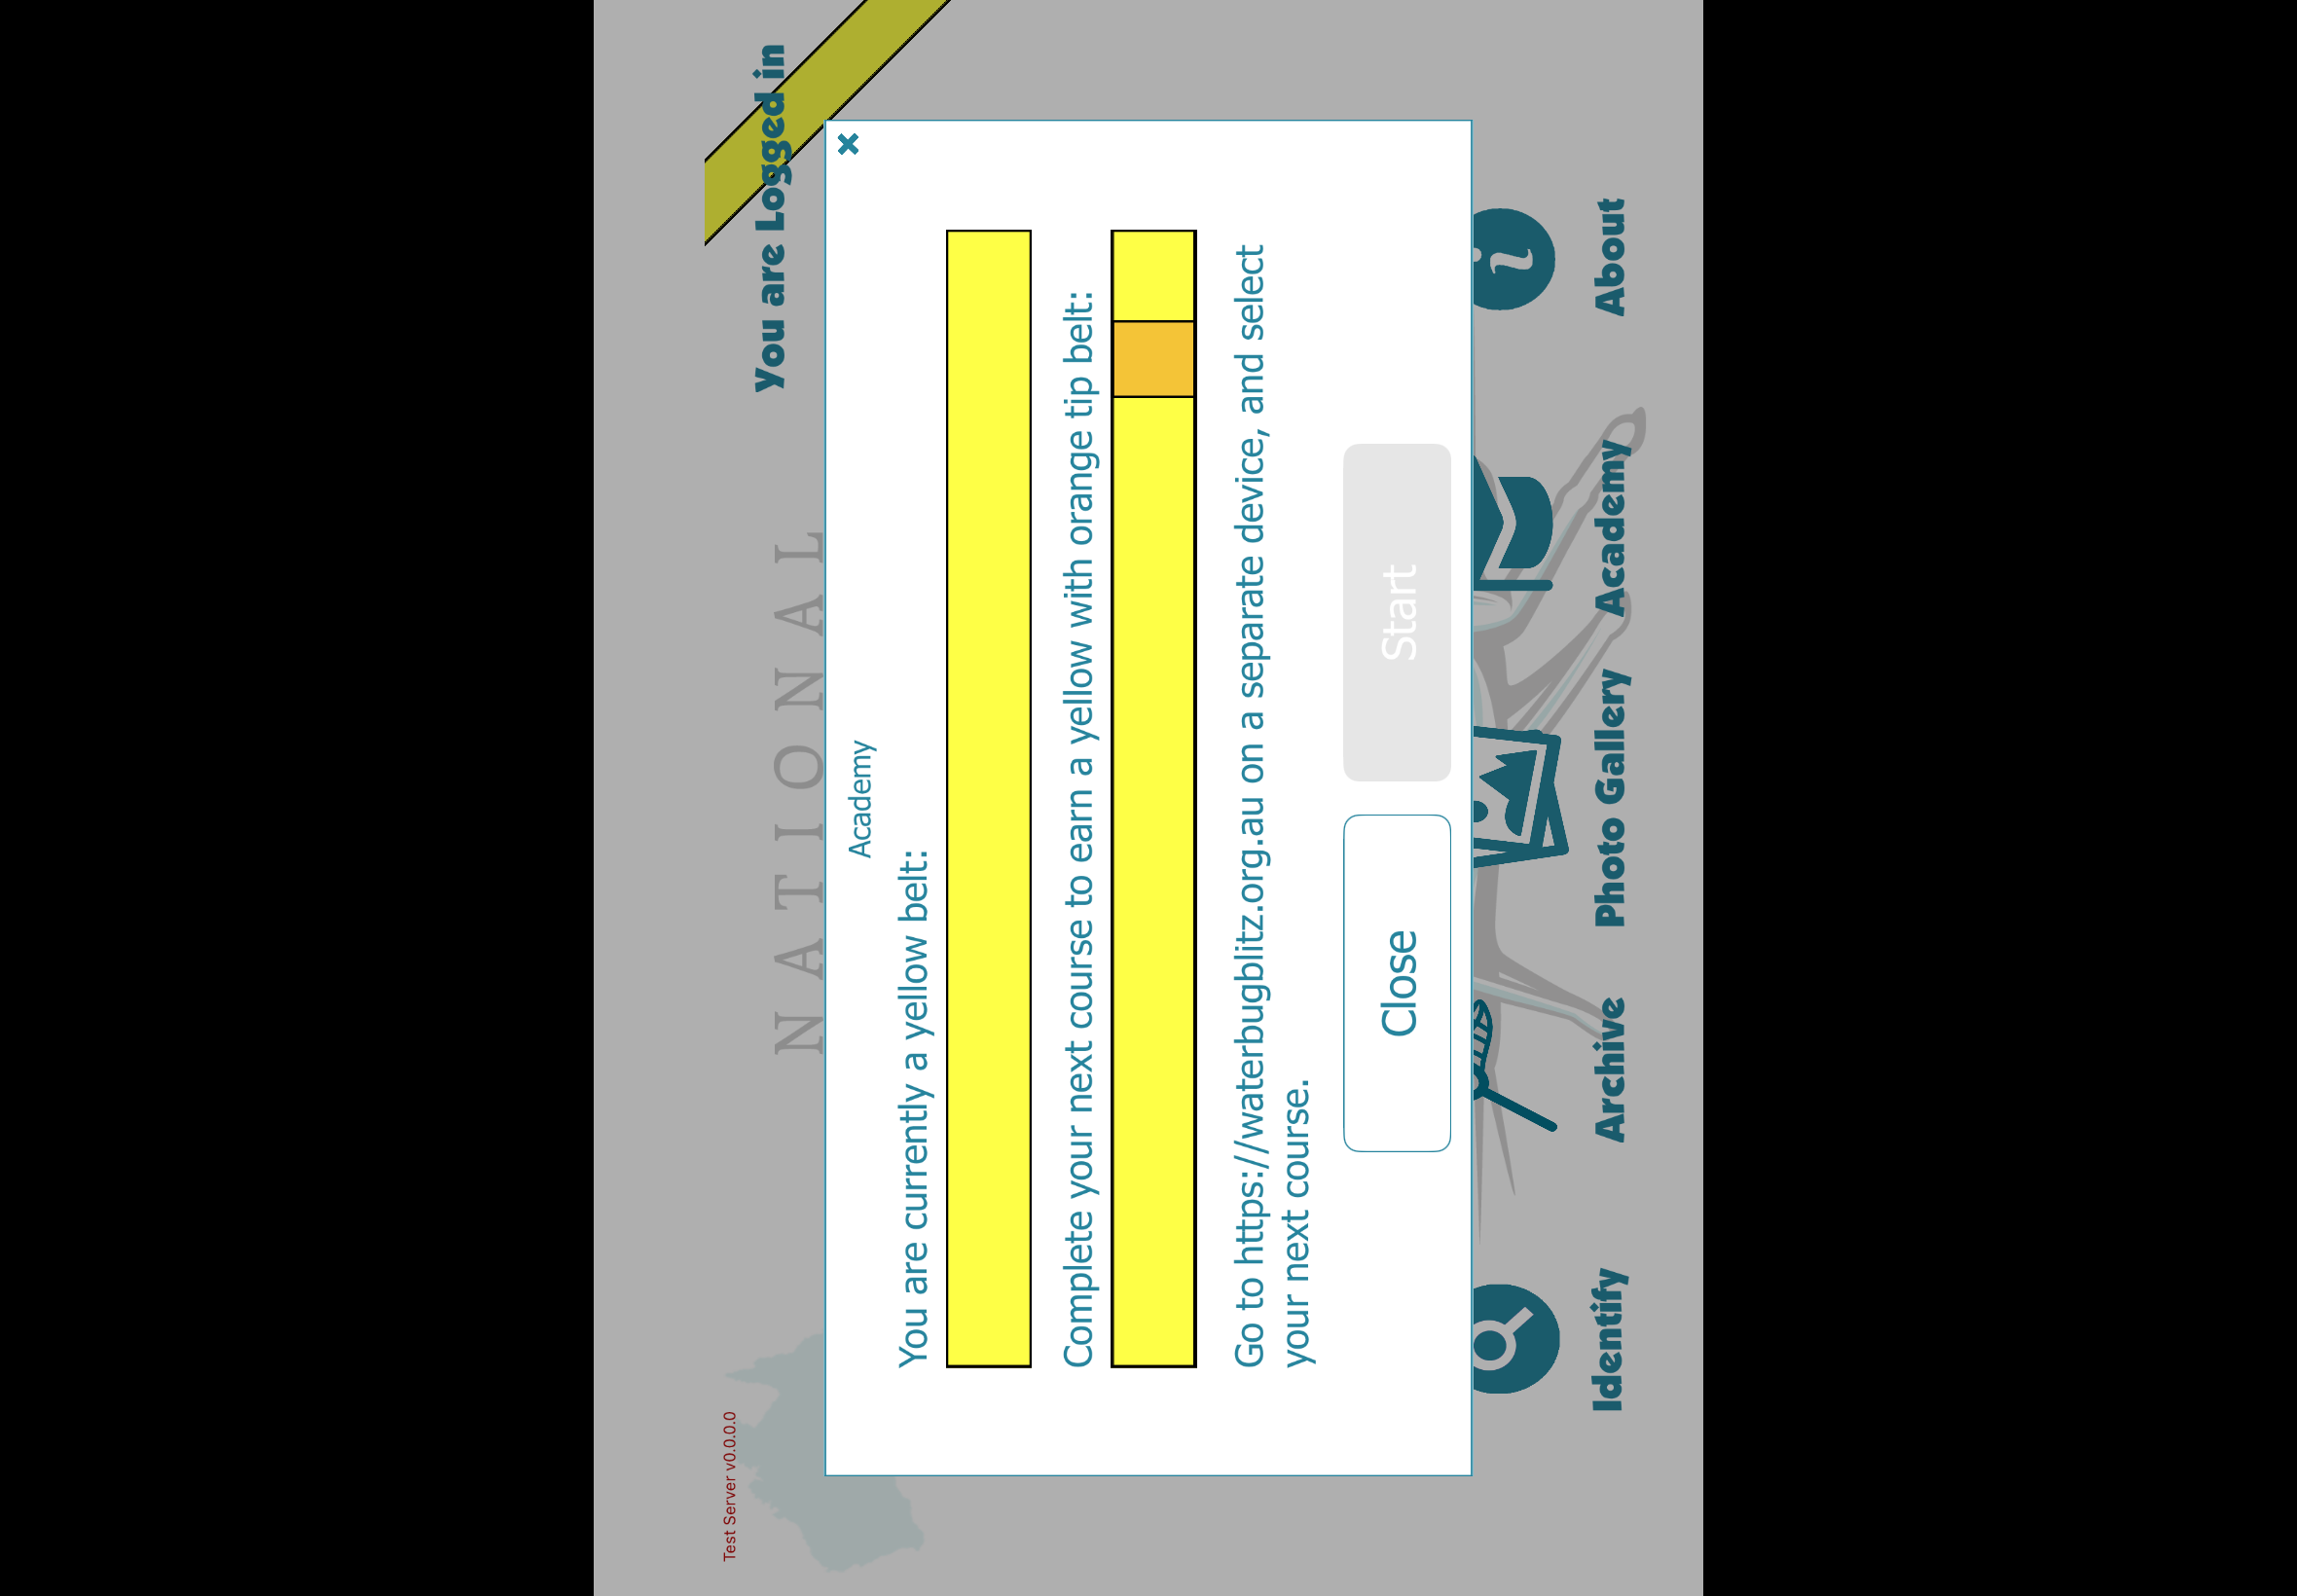 Test Server v0.0.0.0
You are Logged in
NATIONAL
Academy
You are currently a yellow belt:
Complete your next course to earn a yellow with orange tip belt:
Go to https://waterbugblitz.org.au on a separate device, and select
your next course.
Close
Start
Identify
Archive
Photo Gallery
Academy
About